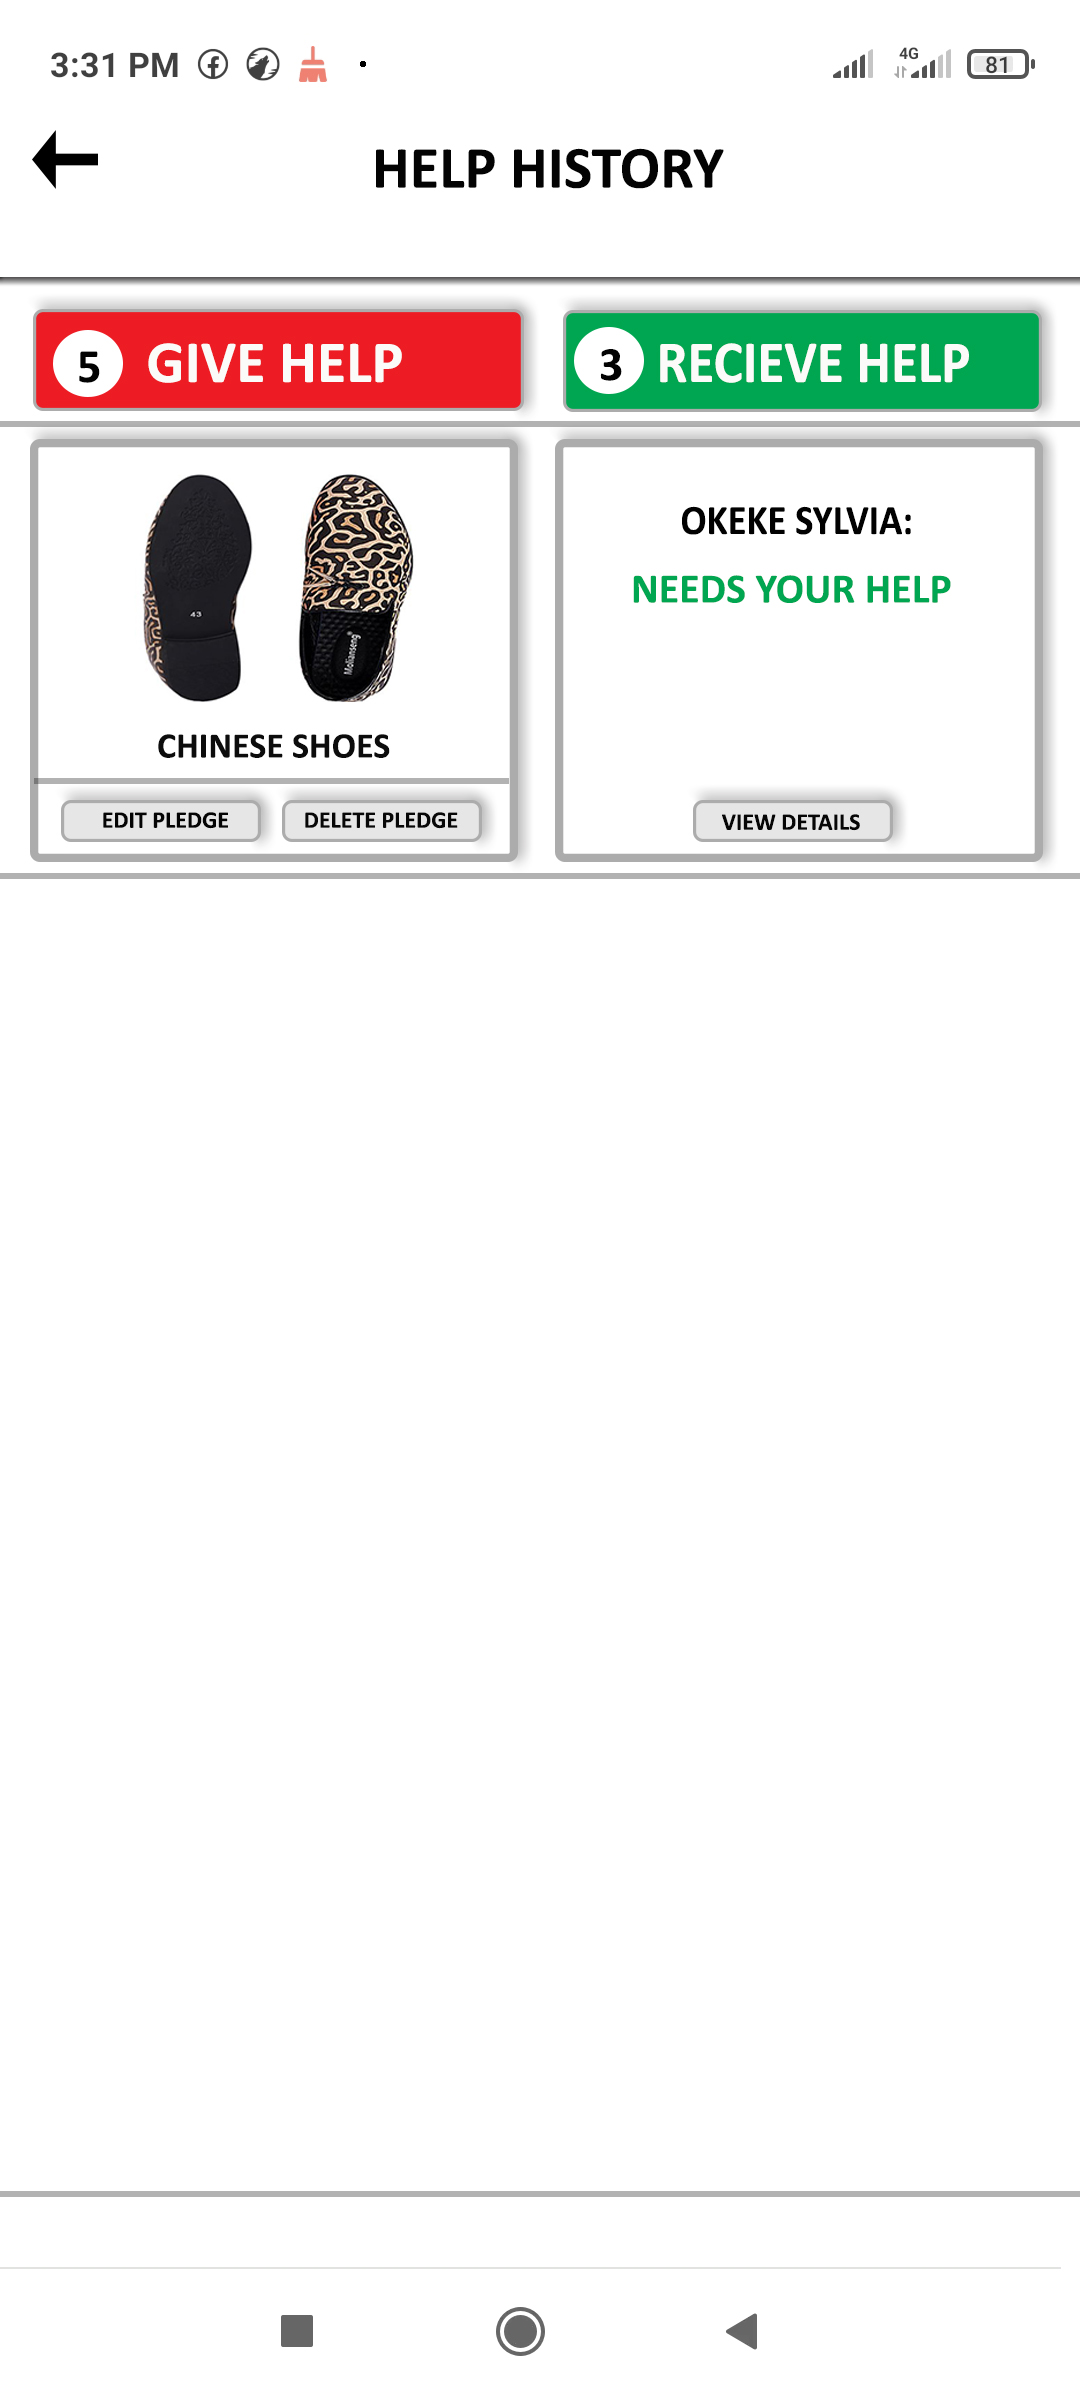 3:31 PM
4G
81
HELP HISTORY
5 GIVE HELP
3 RECIEVE HELP
43
Molianseng®
CHINESE SHOES
EDIT PLEDGE
DELETE PLEDGE
OKEKE SYLVIA:
NEEDS YOUR HELP
VIEW DETAILS